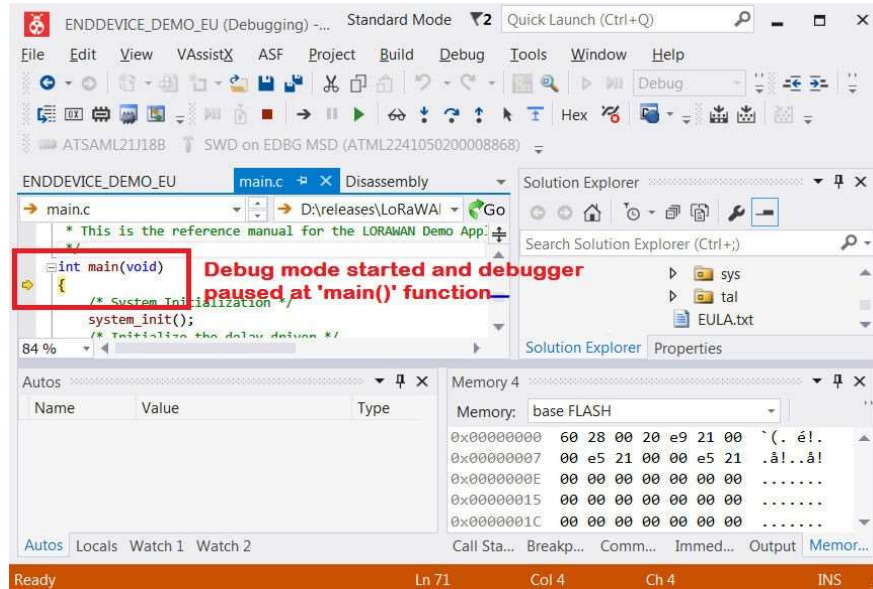 ENDDEVICE_DEMO_EU (Debugging) -... Standard Mode 2 Quick Launch (Ctrl+Q)
File Edit View VAssistX ASF Project Build Debug Tools Window Help
Debug
Hex
ATSAML21J18B SWD on EDBG MSD (ATML2241050200008868)
ENDDEVICE_DEMO_EU main.c Disassembly
main.c D:\releases\LoRaWAI Go
* This is the reference manual for the LORAWAN Demo App
*/
int main(void)
{
/* System Initialization */
system_init();
/* Initialize the delay driver */
84 %
Debug mode started and debugger
paused at 'main()' function
Solution Explorer
Search Solution Explorer (Ctrl+;)
sys
tal
EULA.txt
Solution Explorer Properties
Autos
Name Value Type
Autos Locals Watch 1 Watch 2
Memory 4
Memory: base FLASH
0x00000000 60 28 00 20 e9 21 00 `(. é!.
0x00000007 00 e5 21 00 00 e5 21 .å!..å!
0x0000000E 00 00 00 00 00 00 00 .......
0x00000015 00 00 00 00 00 00 00 .......
0x0000001C 00 00 00 00 00 00 00 .......
Call Sta... Breakp... Comm... Immed... Output Memor...
Ready Ln 71 Col 4 Ch 4 INS